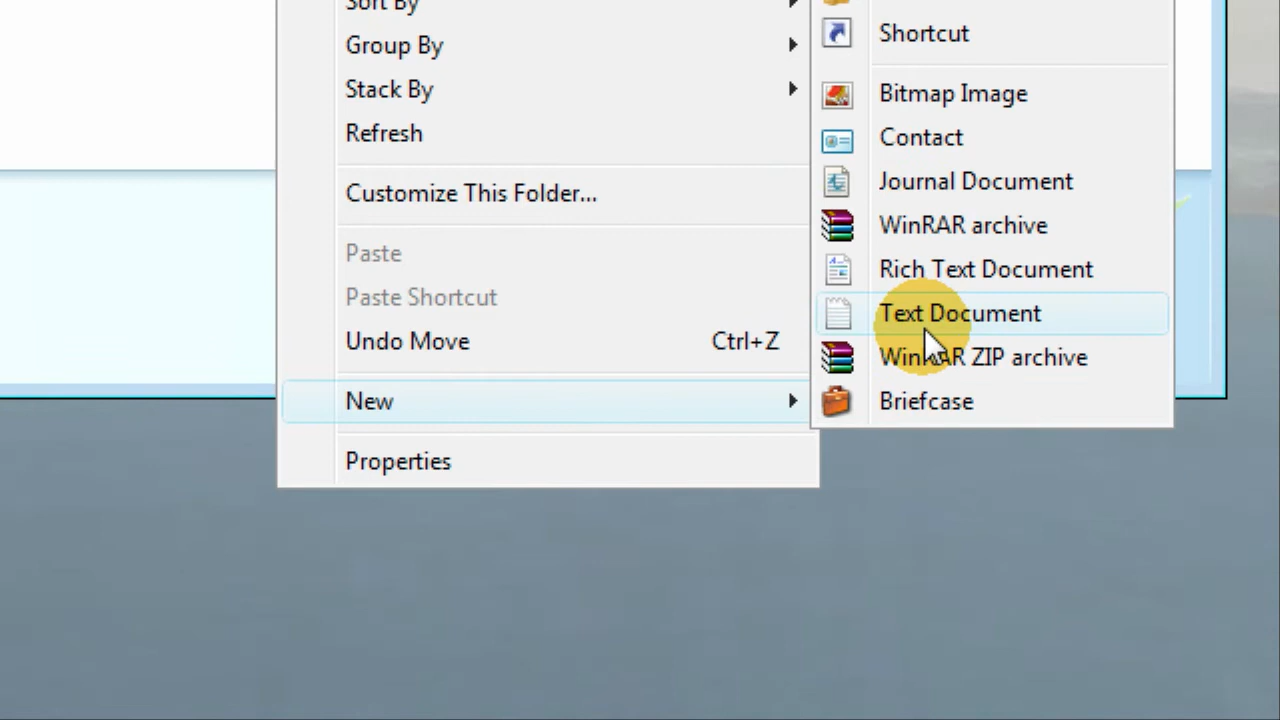 Sort By
Group By
Stack By
Refresh
Customize This Folder...
Paste
Paste Shortcut
Undo Move Ctrl+Z
New
Properties
Shortcut
Bitmap Image
Contact
Journal Document
WinRAR archive
Rich Text Document
Text Document
WinRAR ZIP archive
Briefcase